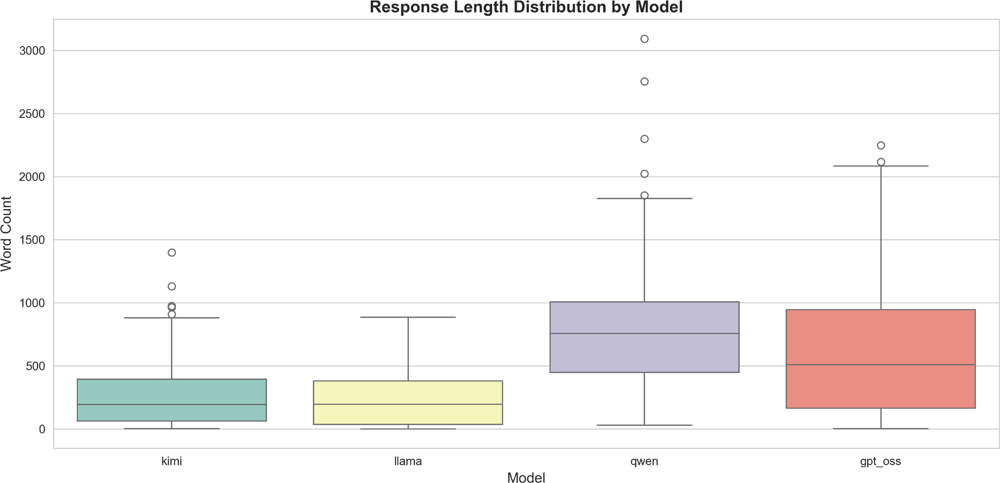 Response Length Distribution by Model
Word Count
3000
2500
2000
1500
1000
500
0
kimi llama qwen gpt_oss
Model